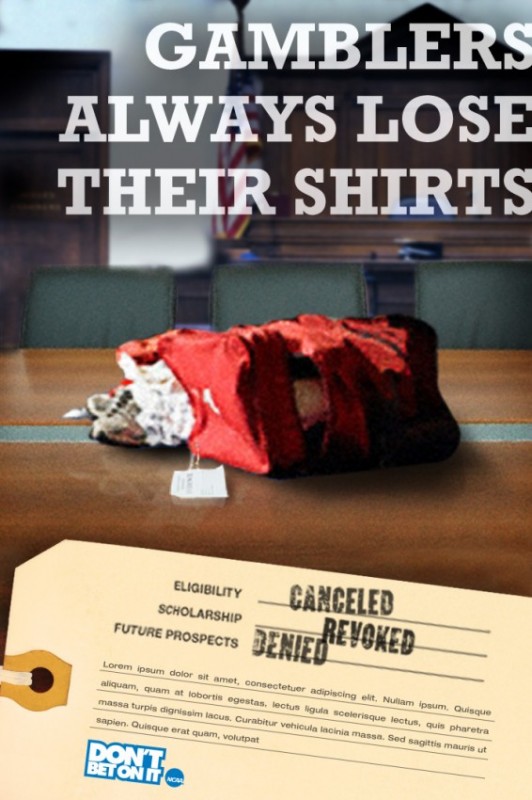 GAMBLERS
ALWAYS LOSE
THEIR SHIRTS
ELIGIBILITY CANCELED
SCHOLARSHIP REVOKED
FUTURE PROSPECTS DENIED
Lorem ipsum dolor sit amet, consectetuer adipiscing elit. Nullam ipsum. Quisque
aliquam, quam at lobortis egestas, lectus ligula scelerisque lectus, quis pharetra
massa turpis dignissim lacus. Curabitur vehicula lacinia massa. Sed sagittis mauris ut
sapien. Quisque erat quam, volutpat
DON'T
BET ON IT
NCAA